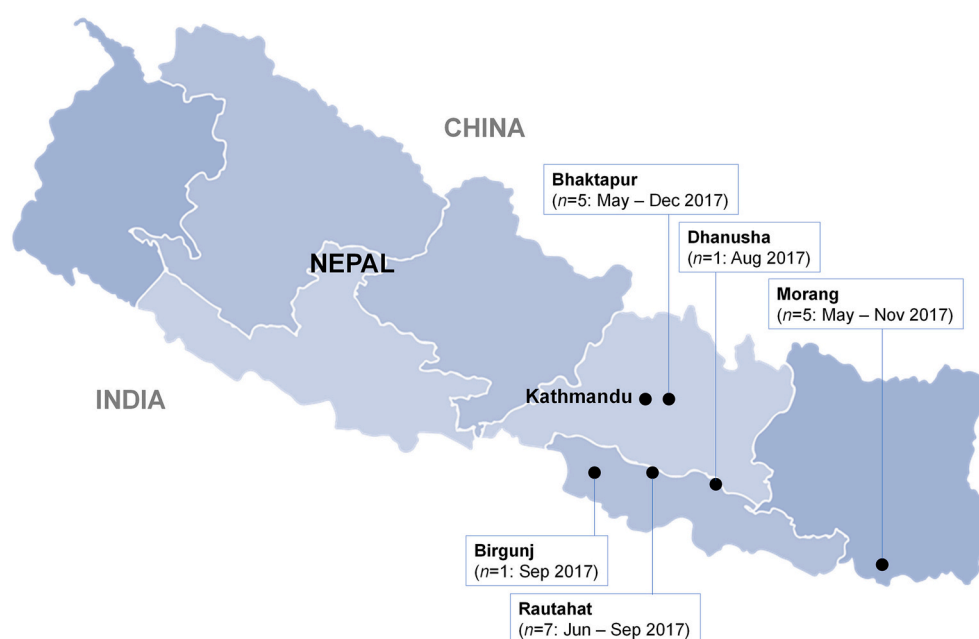 CHINA
Bhaktapur
(n=5: May – Dec 2017)
Dhanusha
(n=1: Aug 2017)
NEPAL
Morang
(n=5: May – Nov 2017)
INDIA
Kathmandu
Birgunj
(n=1: Sep 2017)
Rautahat
(n=7: Jun – Sep 2017)